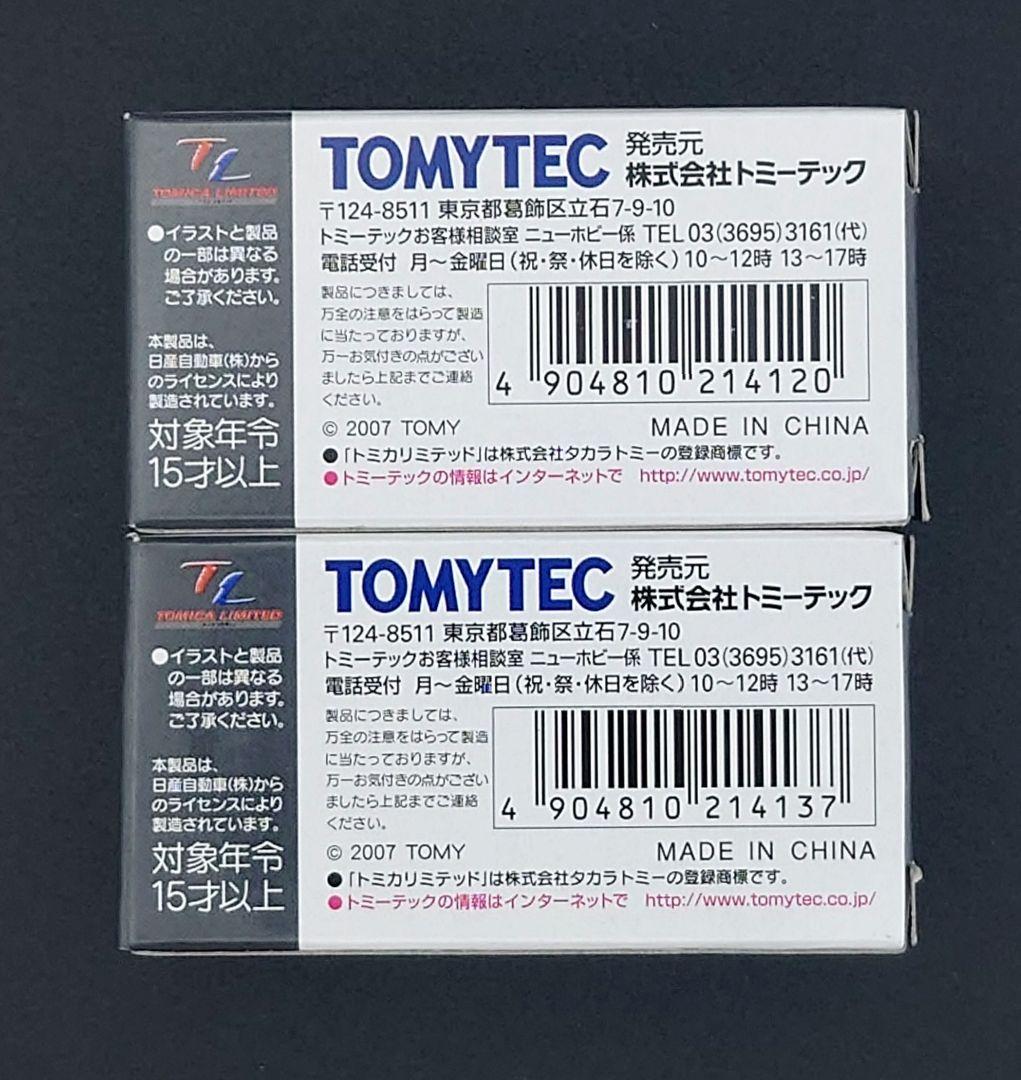 TL
TOMICA LIMITED
●イラストと製品
の一部は異なる
場合があります。
ご了承ください。
本製品は、
日産自動車(株)から
のライセンスにより
製造されています。
対象年令
15才以上
TOMYTEC 発売元
株式会社トミーテック
〒124-8511 東京都葛飾区立石7-9-10
トミーテックお客様相談室 ニューホビー係 TEL 03(3695)3161(代)
電話受付 月〜金曜日(祝・祭・休日を除く)10〜12時 13〜17時
製品につきましては、
万全の注意をはらって製造
に当たっておりますが、
万一お気付きの点がござい
ましたら上記までご連絡
ください。
4 904810 214120
© 2007 TOMY MADE IN CHINA
●「トミカリミテッド」は株式会社タカラトミーの登録商標です。
●トミーテックの情報はインターネットで http://www.tomytec.co.jp/
TL
TOMICA LIMITED
●イラストと製品
の一部は異なる
場合があります。
ご了承ください。
本製品は、
日産自動車(株)から
のライセンスにより
製造されています。
対象年令
15才以上
TOMYTEC 発売元
株式会社トミーテック
〒124-8511 東京都葛飾区立石7-9-10
トミーテックお客様相談室 ニューホビー係 TEL 03(3695)3161(代)
電話受付 月〜金曜日(祝・祭・休日を除く)10〜12時 13〜17時
製品につきましては、
万全の注意をはらって製造
に当たっておりますが、
万一お気付きの点がござい
ましたら上記までご連絡
ください。
4 904810 214137
© 2007 TOMY MADE IN CHINA
●「トミカリミテッド」は株式会社タカラトミーの登録商標です。
●トミーテックの情報はインターネットで http://www.tomytec.co.jp/